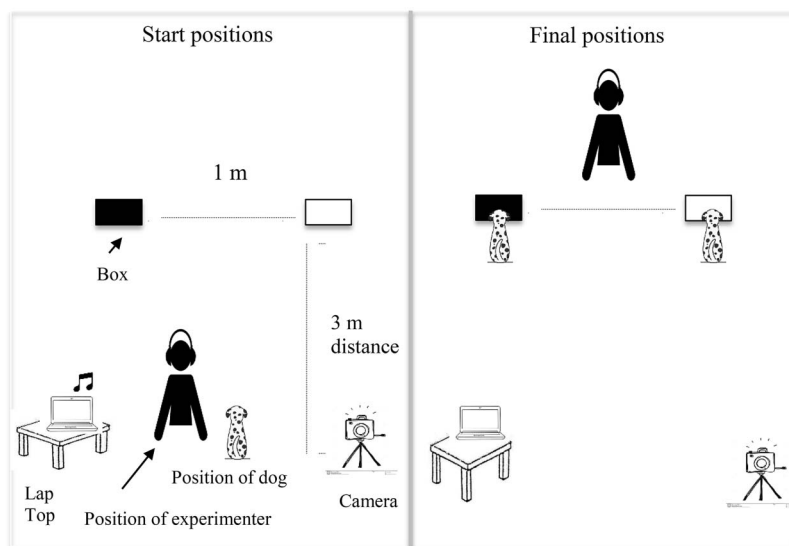 Start positions
Final positions
1 m
Box
3 m
distance
Position of dog
Lap
Top
Position of experimenter
Camera